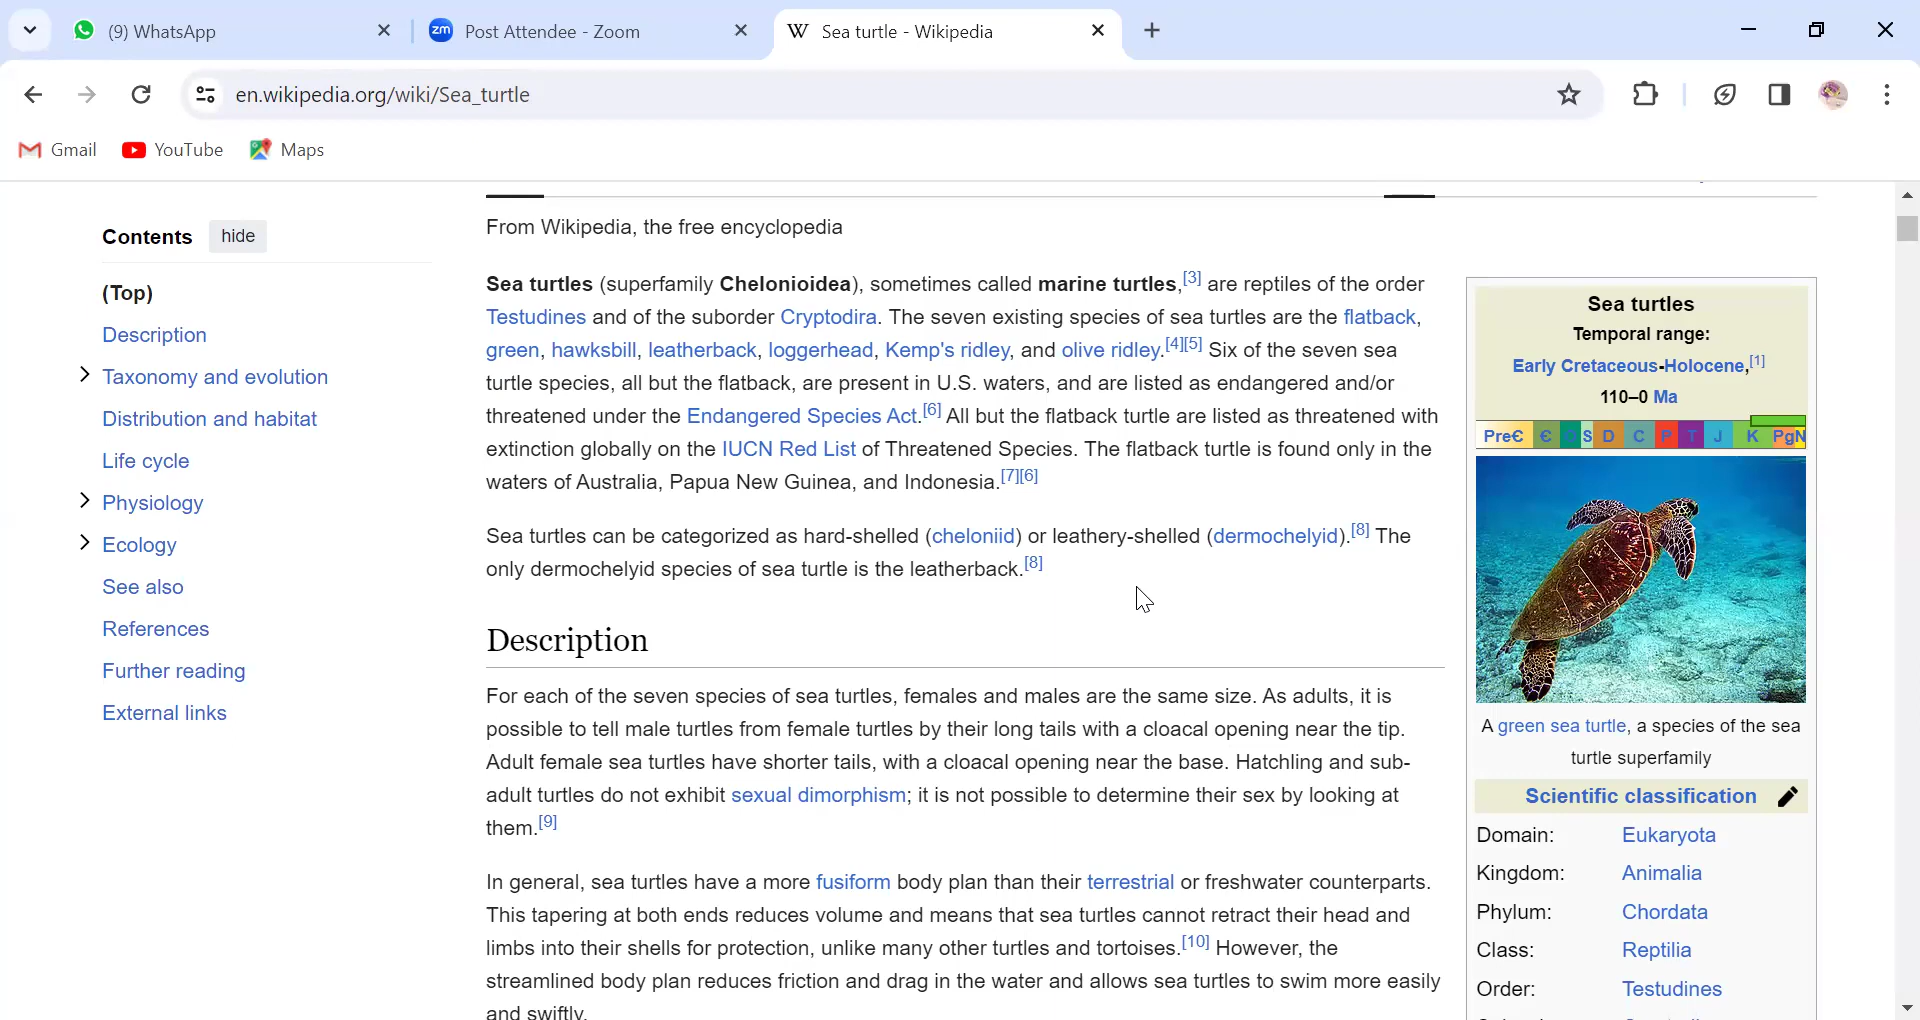 (9) WhatsApp
Post Attendee - Zoom
Sea turtle - Wikipedia
en.wikipedia.org/wiki/Sea_turtle
Gmail
YouTube
Maps
Contents hide
(Top)
Description
Taxonomy and evolution
Distribution and habitat
Life cycle
Physiology
Ecology
See also
References
Further reading
External links
From Wikipedia, the free encyclopedia
Sea turtles (superfamily Chelonioidea), sometimes called marine turtles,[3] are reptiles of the order
Testudines and of the suborder Cryptodira. The seven existing species of sea turtles are the flatback,
green, hawksbill, leatherback, loggerhead, Kemp's ridley, and olive ridley.[4][5] Six of the seven sea
turtle species, all but the flatback, are present in U.S. waters, and are listed as endangered and/or
threatened under the Endangered Species Act.[6] All but the flatback turtle are listed as threatened with
extinction globally on the IUCN Red List of Threatened Species. The flatback turtle is found only in the
waters of Australia, Papua New Guinea, and Indonesia.[7][6]
Sea turtles can be categorized as hard-shelled (cheloniid) or leathery-shelled (dermochelyid).[8] The
only dermochelyid species of sea turtle is the leatherback.[8]
Description
For each of the seven species of sea turtles, females and males are the same size. As adults, it is
possible to tell male turtles from female turtles by their long tails with a cloacal opening near the tip.
Adult female sea turtles have shorter tails, with a cloacal opening near the base. Hatchling and sub-
adult turtles do not exhibit sexual dimorphism; it is not possible to determine their sex by looking at
them.[9]
In general, sea turtles have a more fusiform body plan than their terrestrial or freshwater counterparts.
This tapering at both ends reduces volume and means that sea turtles cannot retract their head and
limbs into their shells for protection, unlike many other turtles and tortoises.[10] However, the
streamlined body plan reduces friction and drag in the water and allows sea turtles to swim more easily
and swiftly.
Sea turtles
Temporal range:
Early Cretaceous-Holocene,[1]
110–0 Ma
PreꞒ Ꞓ S D C P T J K PgN
A green sea turtle, a species of the sea
turtle superfamily
Scientific classification
Domain: Eukaryota
Kingdom: Animalia
Phylum: Chordata
Class: Reptilia
Order: Testudines